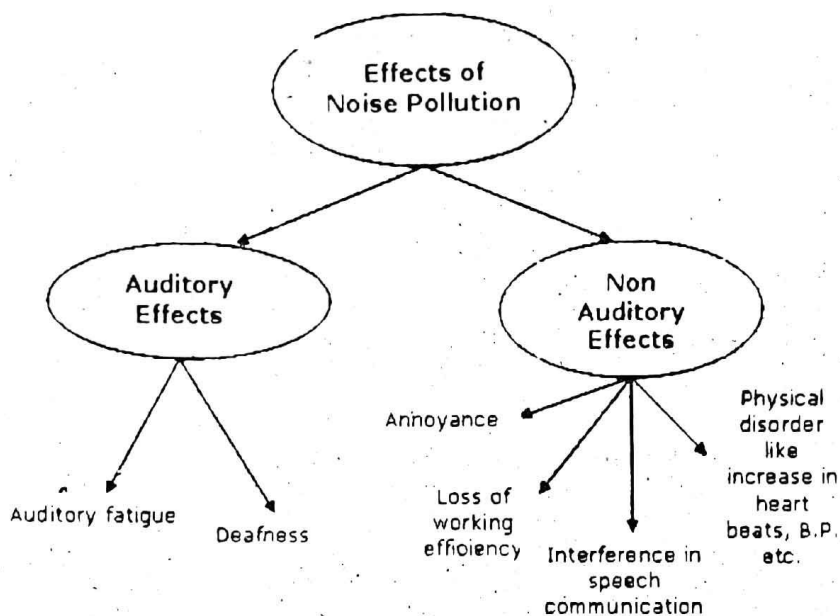 Effects of
Noise Pollution
Auditory
Effects
Non
Auditory
Effects
Auditory fatigue
Deafness
Annoyance
Loss of
working
efficiency
Interference in
speech
communication
Physical
disorder
like
increase in
heart
beats, B.P.
etc.